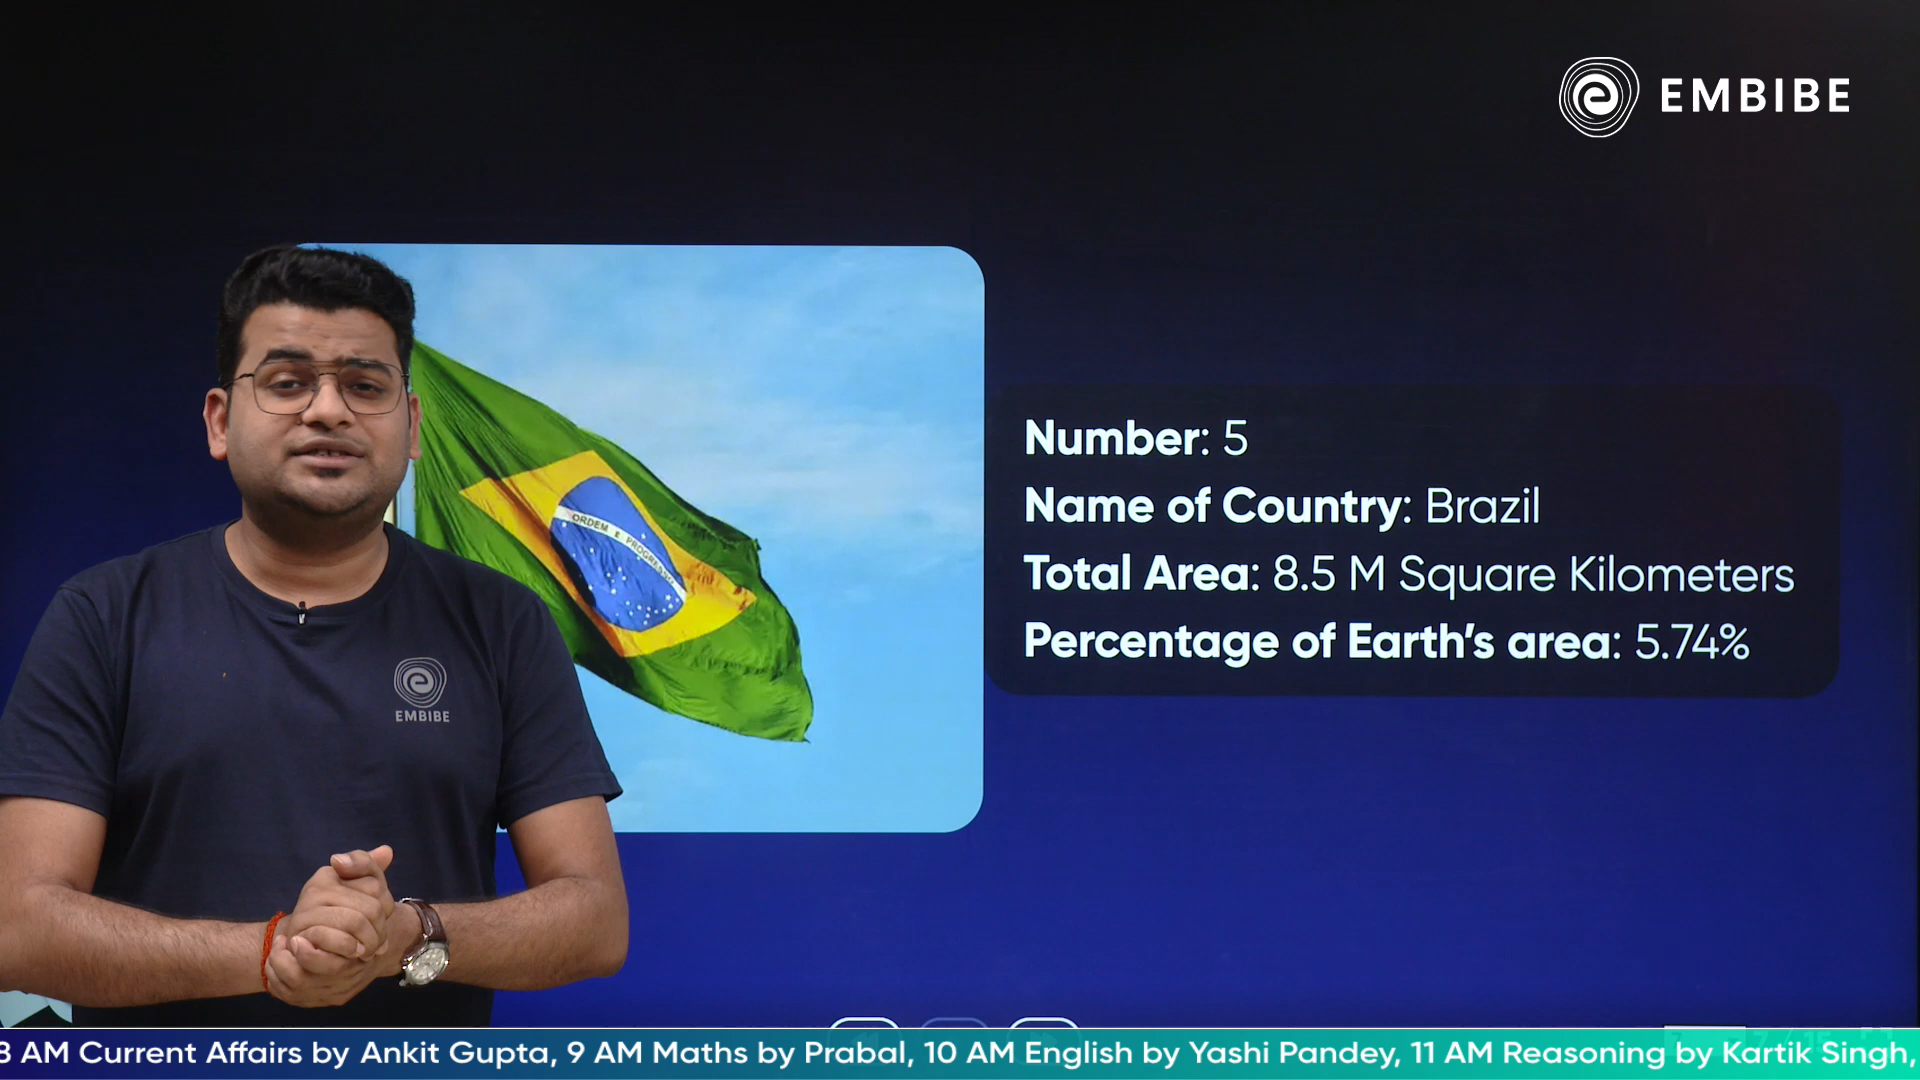 EMBIBE
ORDEM E PROGRESSO
Number: 5
Name of Country: Brazil
Total Area: 8.5 M Square Kilometers
Percentage of Earth's area: 5.74%
EMBIBE
8 AM Current Affairs by Ankit Gupta, 9 AM Maths by Prabal, 10 AM English by Yashi Pandey, 11 AM Reasoning by Kartik Singh,